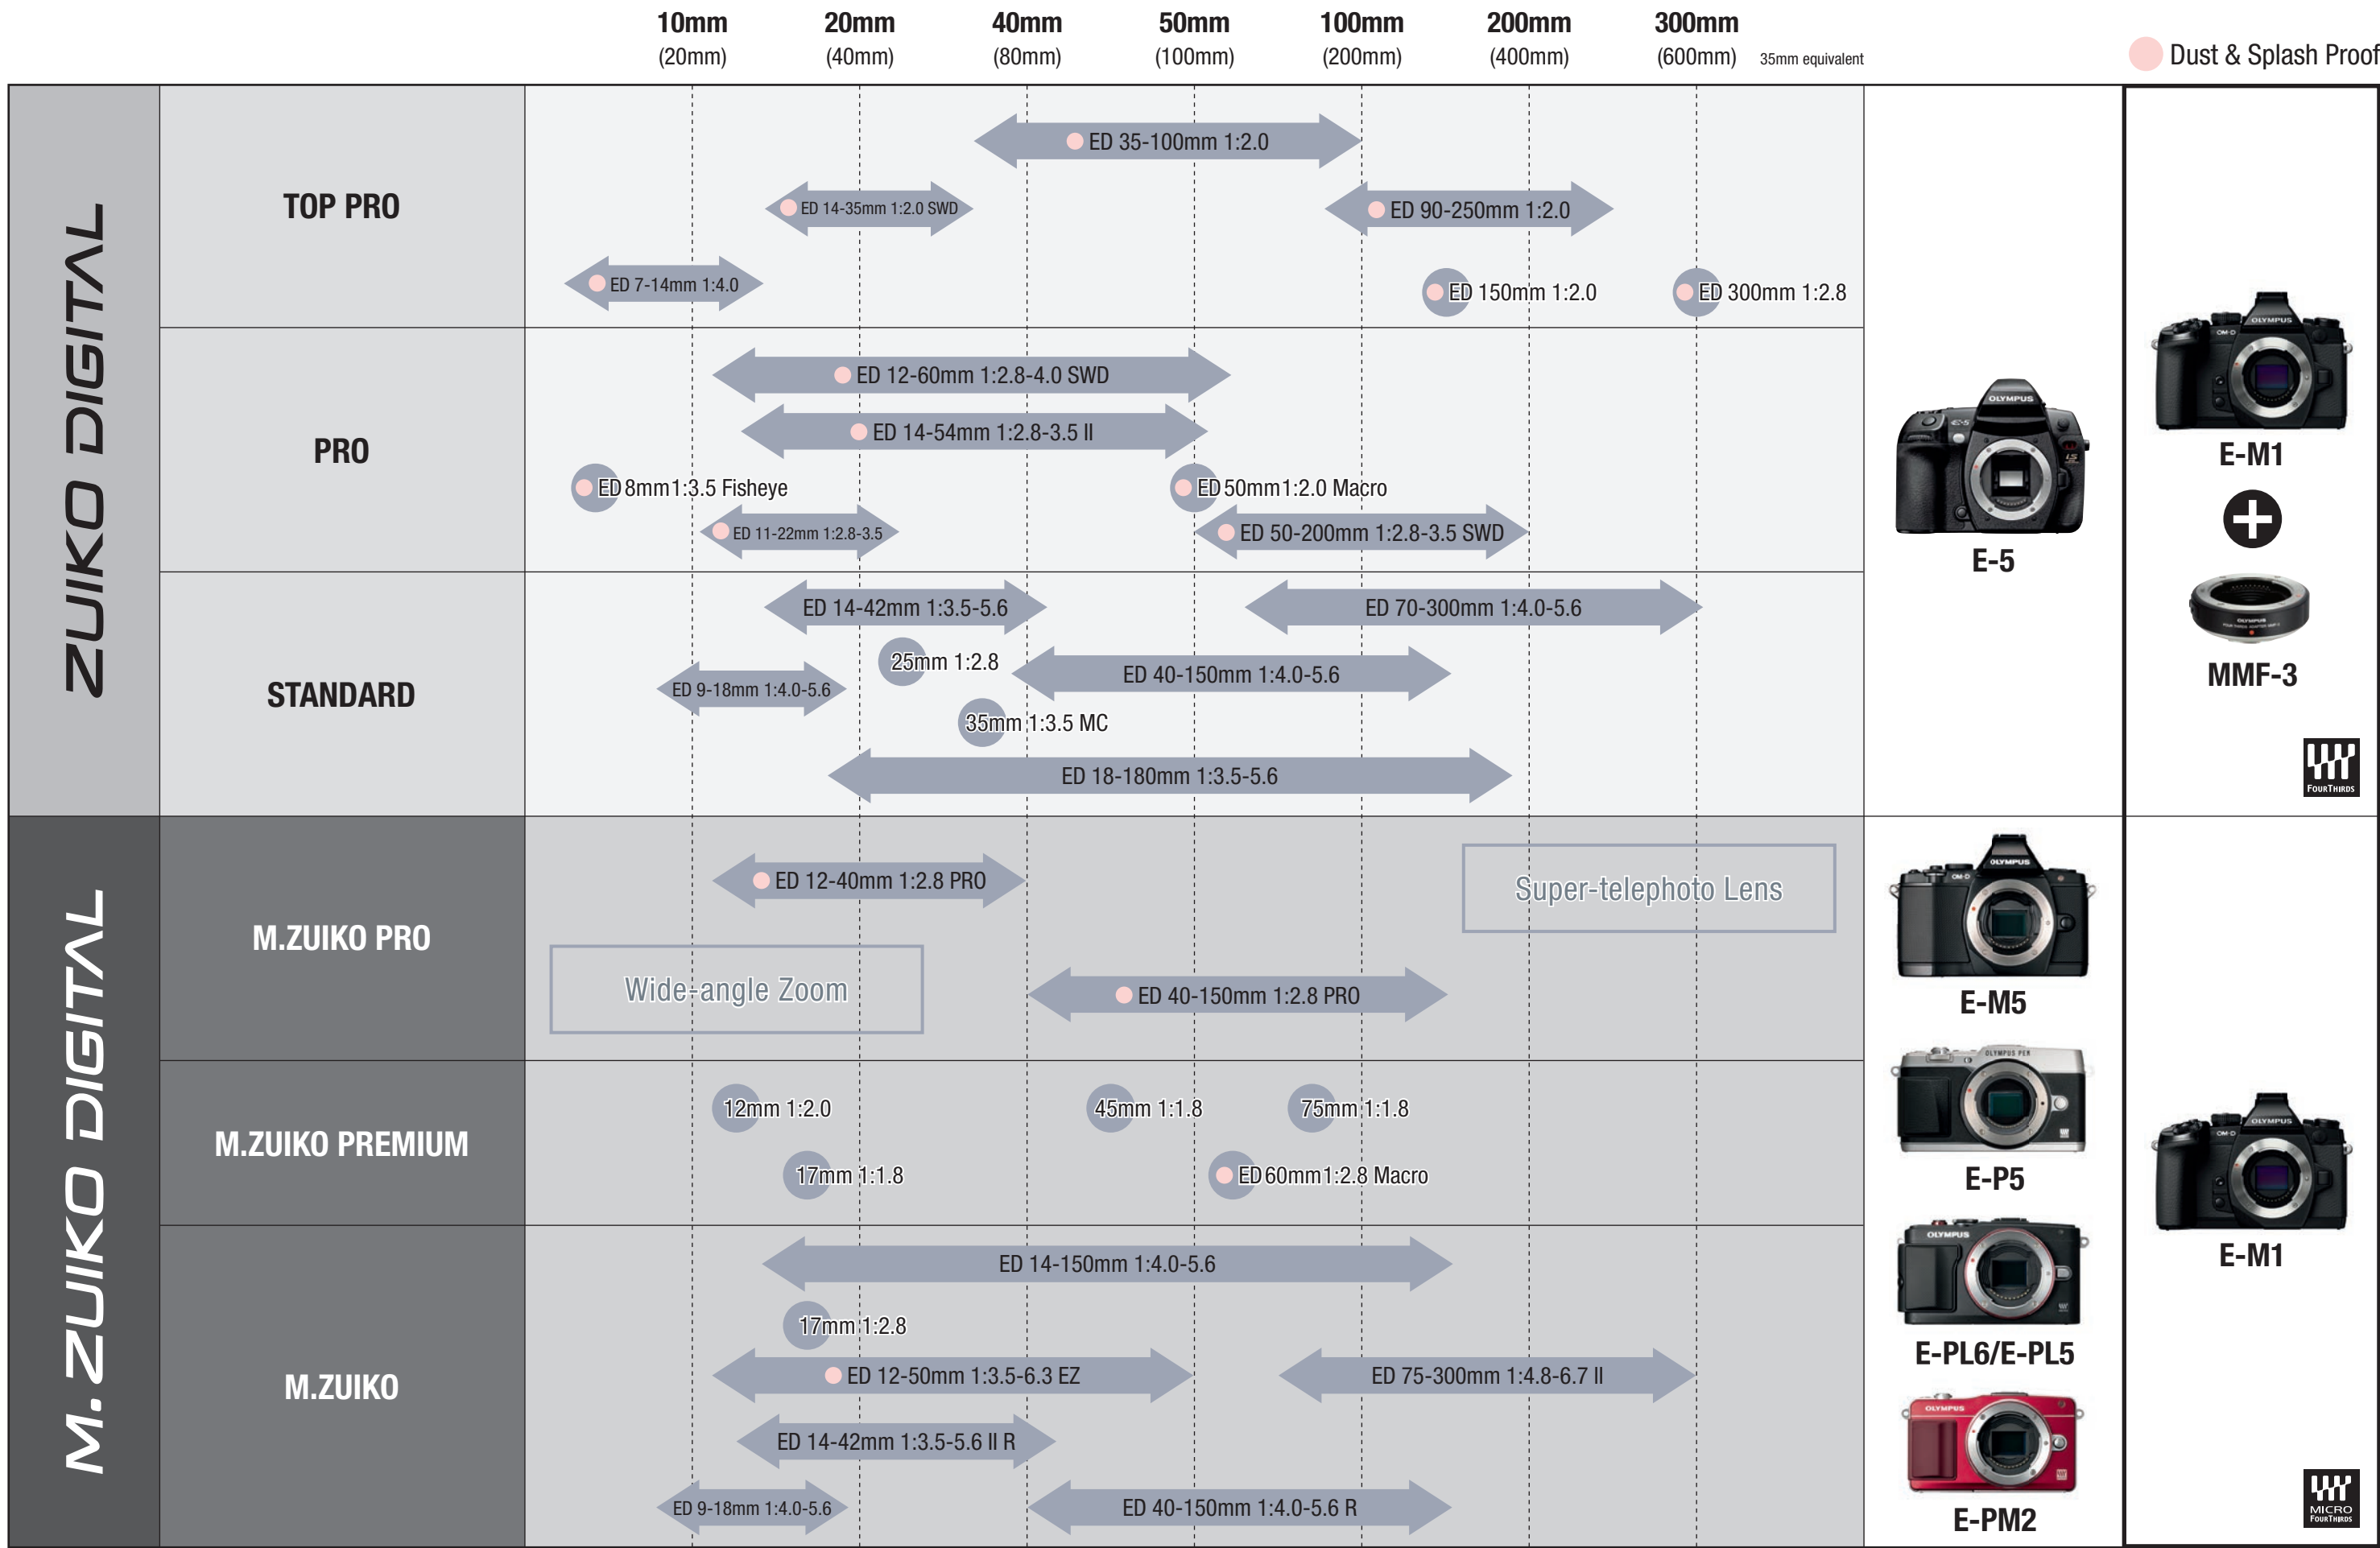 10mm 20mm 40mm 50mm 100mm 200mm 300mm
(20mm) (40mm) (80mm) (100mm) (200mm) (400mm) (600mm) 35mm equivalent
Dust & Splash Proof
ZUIKO DIGITAL
TOP PRO
ED 35-100mm 1:2.0
ED 14-35mm 1:2.0 SWD
ED 90-250mm 1:2.0
ED 7-14mm 1:4.0
ED 150mm 1:2.0
ED 300mm 1:2.8
PRO
ED 12-60mm 1:2.8-4.0 SWD
ED 14-54mm 1:2.8-3.5 II
ED 8mm 1:3.5 Fisheye
ED 50mm 1:2.0 Macro
ED 11-22mm 1:2.8-3.5
ED 50-200mm 1:2.8-3.5 SWD
STANDARD
ED 14-42mm 1:3.5-5.6
ED 70-300mm 1:4.0-5.6
25mm 1:2.8
ED 9-18mm 1:4.0-5.6
ED 40-150mm 1:4.0-5.6
35mm 1:3.5 MC
ED 18-180mm 1:3.5-5.6
OLYMPUS
E-5
E-5
OLYMPUS
OM-D
E-M1
OLYMPUS
MMF-3
FOURTHIRDS
M.ZUIKO DIGITAL
M.ZUIKO PRO
ED 12-40mm 1:2.8 PRO
Super-telephoto Lens
Wide-angle Zoom
ED 40-150mm 1:2.8 PRO
M.ZUIKO PREMIUM
12mm 1:2.0
45mm 1:1.8
75mm 1:1.8
17mm 1:1.8
ED 60mm 1:2.8 Macro
M.ZUIKO
ED 14-150mm 1:4.0-5.6
17mm 1:2.8
ED 12-50mm 1:3.5-6.3 EZ
ED 75-300mm 1:4.8-6.7 II
ED 14-42mm 1:3.5-5.6 II R
ED 9-18mm 1:4.0-5.6
ED 40-150mm 1:4.0-5.6 R
OLYMPUS
OM-D
E-M5
OLYMPUS PEN
E-P5
OLYMPUS
E-PL6/E-PL5
OLYMPUS
E-PM2
OLYMPUS
OM-D
E-M1
MICRO
FOURTHIRDS